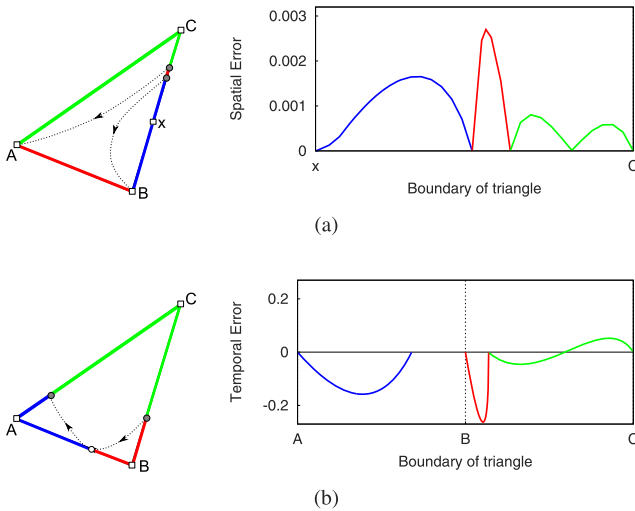 C
A
x
B
Spatial Error
0.003
0.002
0.001
0
x
C
Boundary of triangle
(a)
C
A
B
Temporal Error
0.2
0
-0.2
A
B
C
Boundary of triangle
(b)